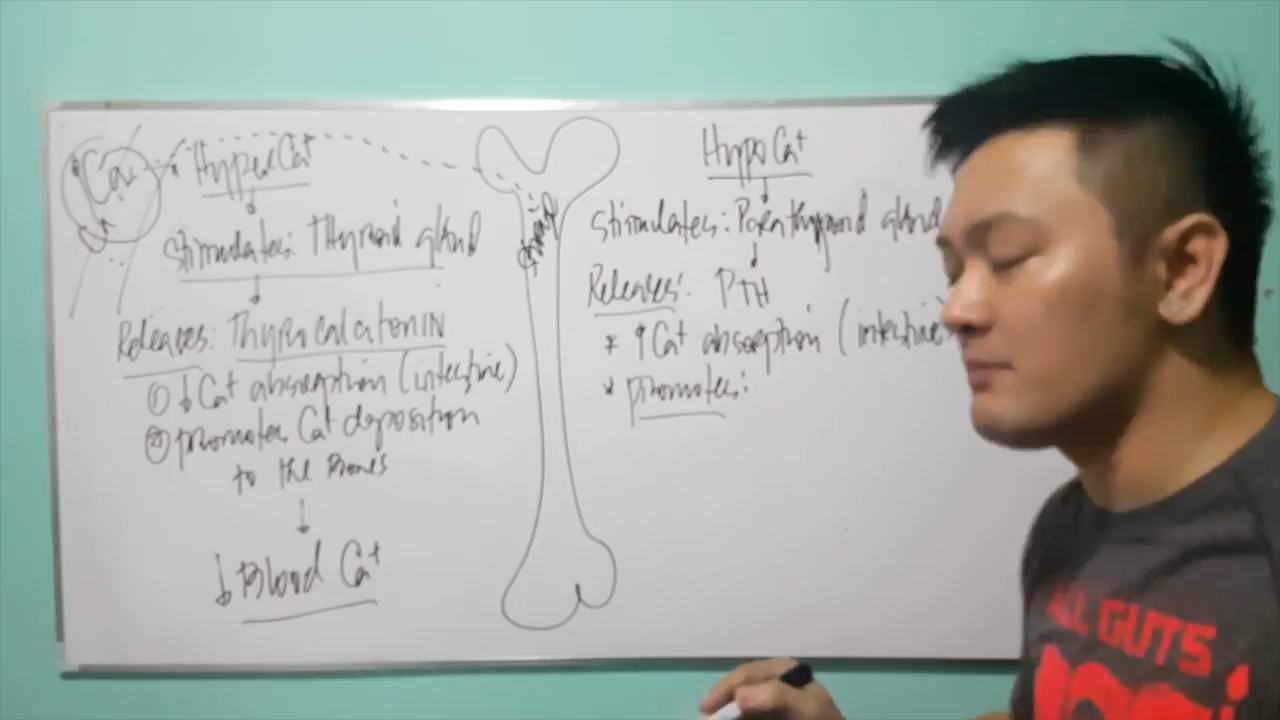 HyperCa+
Stimulates: Thyroid gland
Releases: Thyrocalcitonin
① ↓ Ca+ absorption (intestine)
② promotes Ca+ deposition
to the Bones
↓ Blood Ca+
HypoCa+
Stimulates: Parathyroid gland
Releases: PTH
* ↑Ca+ absorption (intestine)
* promotes:
ALL GUTS